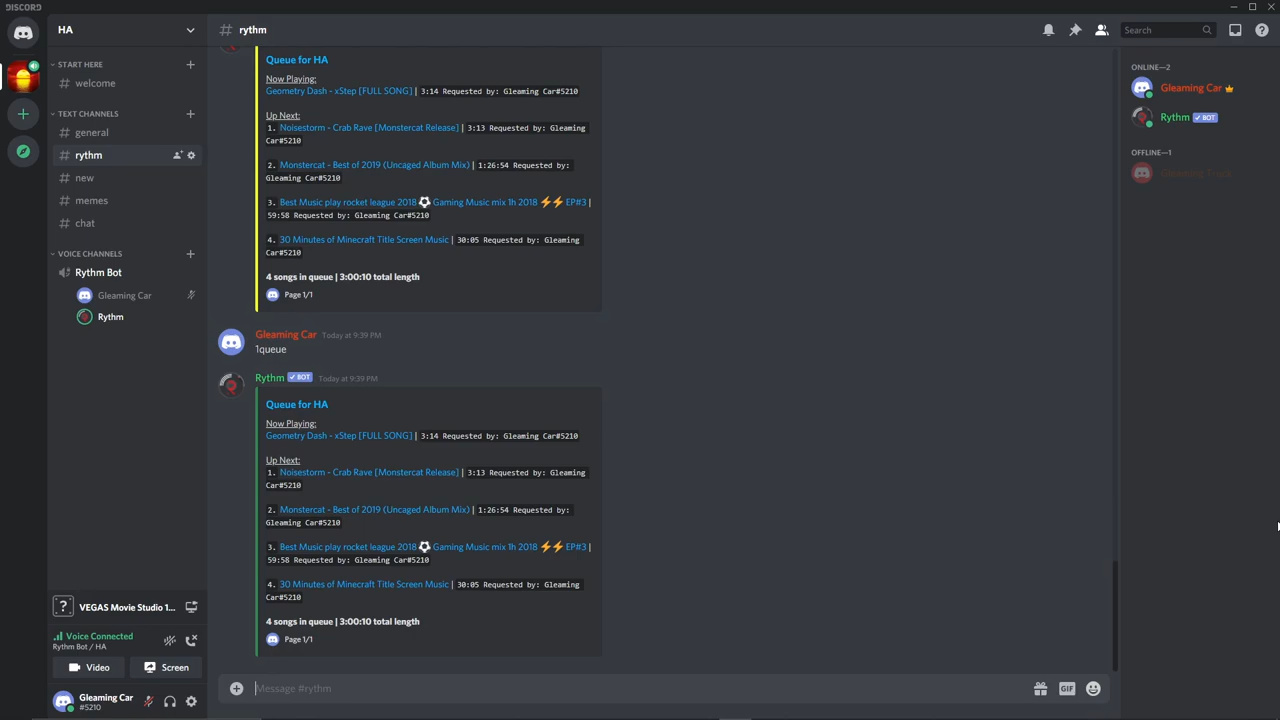 DISCORD
HA
# rythm
Search
START HERE
# welcome
TEXT CHANNELS
# general
# rythm
# new
# memes
# chat
VOICE CHANNELS
Rythm Bot
Gleaming Car
Rythm
VEGAS Movie Studio 1...
Voice Connected
Rythm Bot / HA
Video
Screen
Gleaming Car
#5210
Queue for HA
Now Playing:
Geometry Dash - xStep [FULL SONG] | 3:14 Requested by: Gleaming Car#5210
Up Next:
1. Noisestorm - Crab Rave [Monstercat Release] | 3:13 Requested by: Gleaming
Car#5210
2. Monstercat - Best of 2019 (Uncaged Album Mix) | 1:26:54 Requested by:
Gleaming Car#5210
3. Best Music play rocket league 2018 ⚽ Gaming Music mix 1h 2018 ⚡⚡ EP#3 |
59:58 Requested by: Gleaming Car#5210
4. 30 Minutes of Minecraft Title Screen Music | 30:05 Requested by: Gleaming
Car#5210
4 songs in queue | 3:00:10 total length
Page 1/1
Gleaming Car Today at 9:39 PM
1queue
Rythm ✓ BOT Today at 9:39 PM
Queue for HA
Now Playing:
Geometry Dash - xStep [FULL SONG] | 3:14 Requested by: Gleaming Car#5210
Up Next:
1. Noisestorm - Crab Rave [Monstercat Release] | 3:13 Requested by: Gleaming
Car#5210
2. Monstercat - Best of 2019 (Uncaged Album Mix) | 1:26:54 Requested by:
Gleaming Car#5210
3. Best Music play rocket league 2018 ⚽ Gaming Music mix 1h 2018 ⚡⚡ EP#3 |
59:58 Requested by: Gleaming Car#5210
4. 30 Minutes of Minecraft Title Screen Music | 30:05 Requested by: Gleaming
Car#5210
4 songs in queue | 3:00:10 total length
Page 1/1
Message #rythm
GIF
ONLINE—2
Gleaming Car
Rythm ✓ BOT
OFFLINE—1